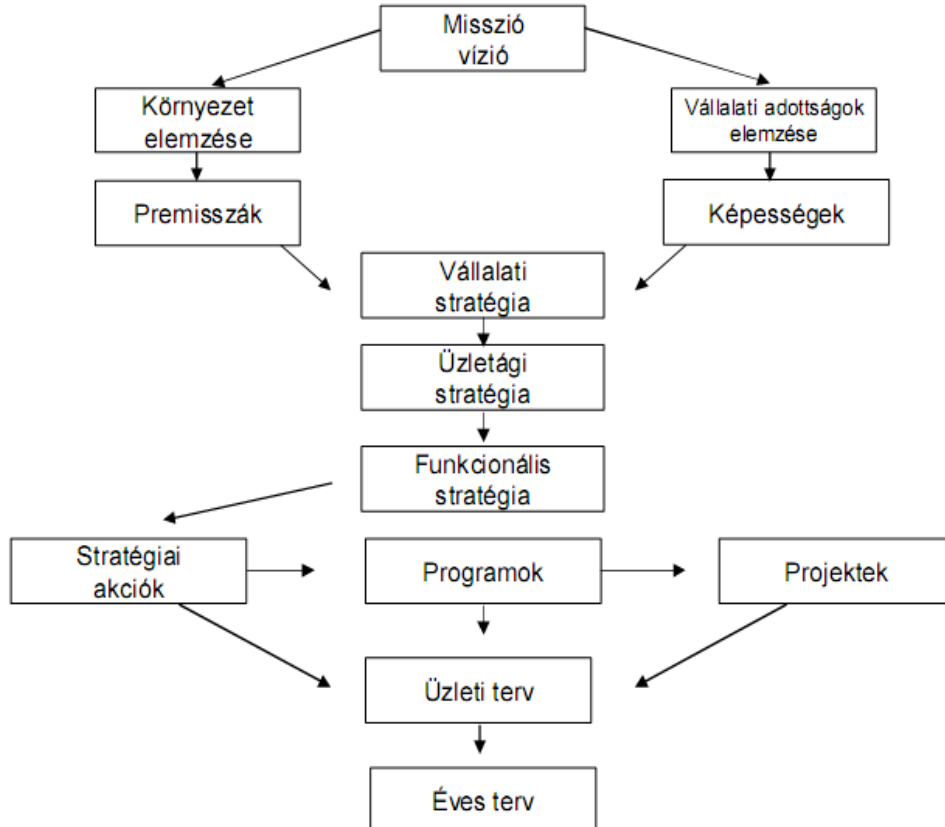 Misszió
vízió
Környezet
elemzése
Vállalati adottságok
elemzése
Premisszák
Képességek
Vállalati
stratégia
Üzletági
stratégia
Funkcionális
stratégia
Stratégiai
akciók
Programok
Projektek
Üzleti terv
Éves terv